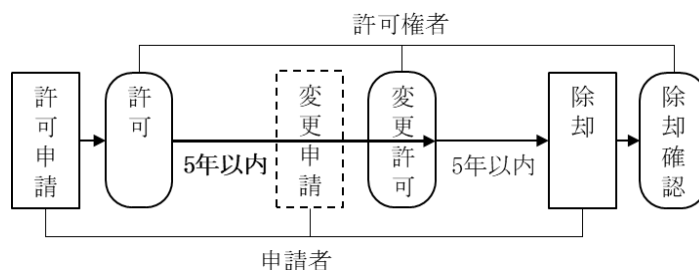 許可権者
許可申請
許可
変更申請
変更許可
除却
除却確認
5年以内
5年以内
申請者